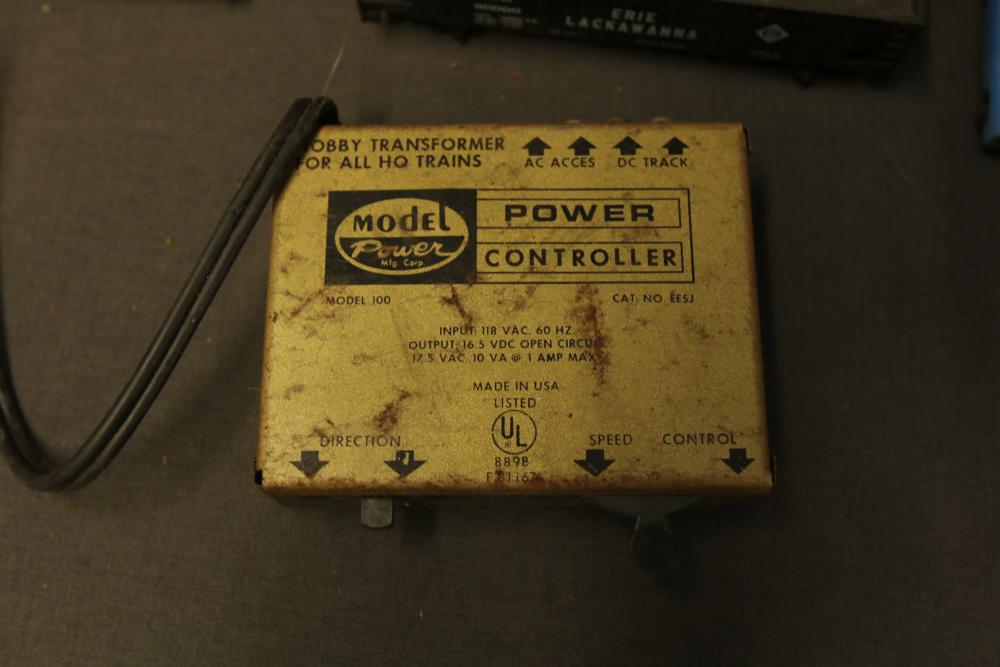 ERIE
LACKAWANNA
OBBY TRANSFORMER
FOR ALL HO TRAINS
AC ACCES DC TRACK
MODEL
Power
Mfg Corp.
POWER
CONTROLLER
MODEL 100 CAT. NO. EESJ
INPUT: 118 VAC. 60 HZ.
OUTPUT: 16.5 VDC OPEN CIRCUI
17.5 VAC. 10 VA @ 1 AMP MAX
MADE IN USA
LISTED
UL
889B
DIRECTION SPEED CONTROL